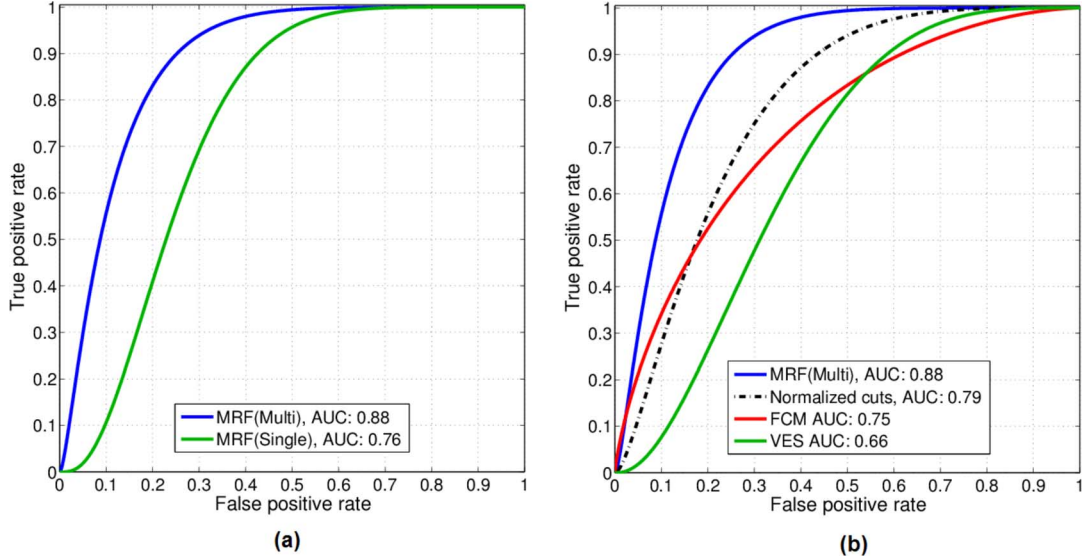 1
0.9
0.8
0.7
0.6
0.5
0.4
0.3
0.2
0.1
0
True positive rate
0 0.1 0.2 0.3 0.4 0.5 0.6 0.7 0.8 0.9 1
False positive rate
MRF(Multi), AUC: 0.88
MRF(Single), AUC: 0.76
(a)
1
0.9
0.8
0.7
0.6
0.5
0.4
0.3
0.2
0.1
0
True positive rate
0 0.1 0.2 0.3 0.4 0.5 0.6 0.7 0.8 0.9 1
False positive rate
MRF(Multi), AUC: 0.88
Normalized cuts, AUC: 0.79
FCM AUC: 0.75
VES AUC: 0.66
(b)